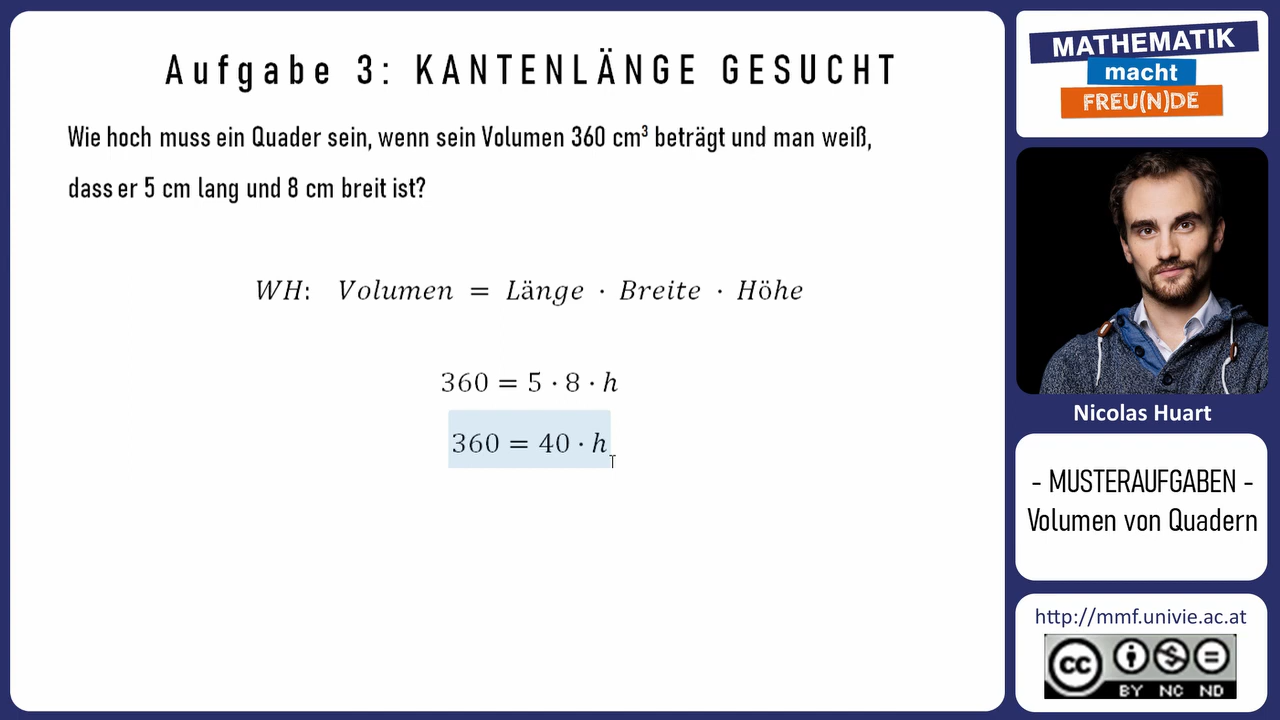 Aufgabe 3: KANTENLÄNGE GESUCHT
Wie hoch muss ein Quader sein, wenn sein Volumen 360 cm³ beträgt und man weiß,
dass er 5 cm lang und 8 cm breit ist?
WH: Volumen = Länge · Breite · Höhe
360 = 5 · 8 · h
360 = 40 · h
MATHEMATIK
macht
FREU(N)DE
Nicolas Huart
- MUSTERAUFGABEN -
Volumen von Quadern
http://mmf.univie.ac.at
cc
BY NC ND